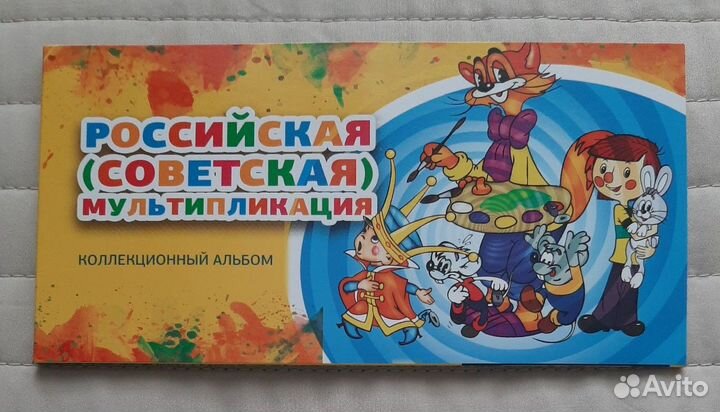 РОССИЙСКАЯ
(СОВЕТСКАЯ)
МУЛЬТИПЛИКАЦИЯ
КОЛЛЕКЦИОННЫЙ АЛЬБОМ
Avito